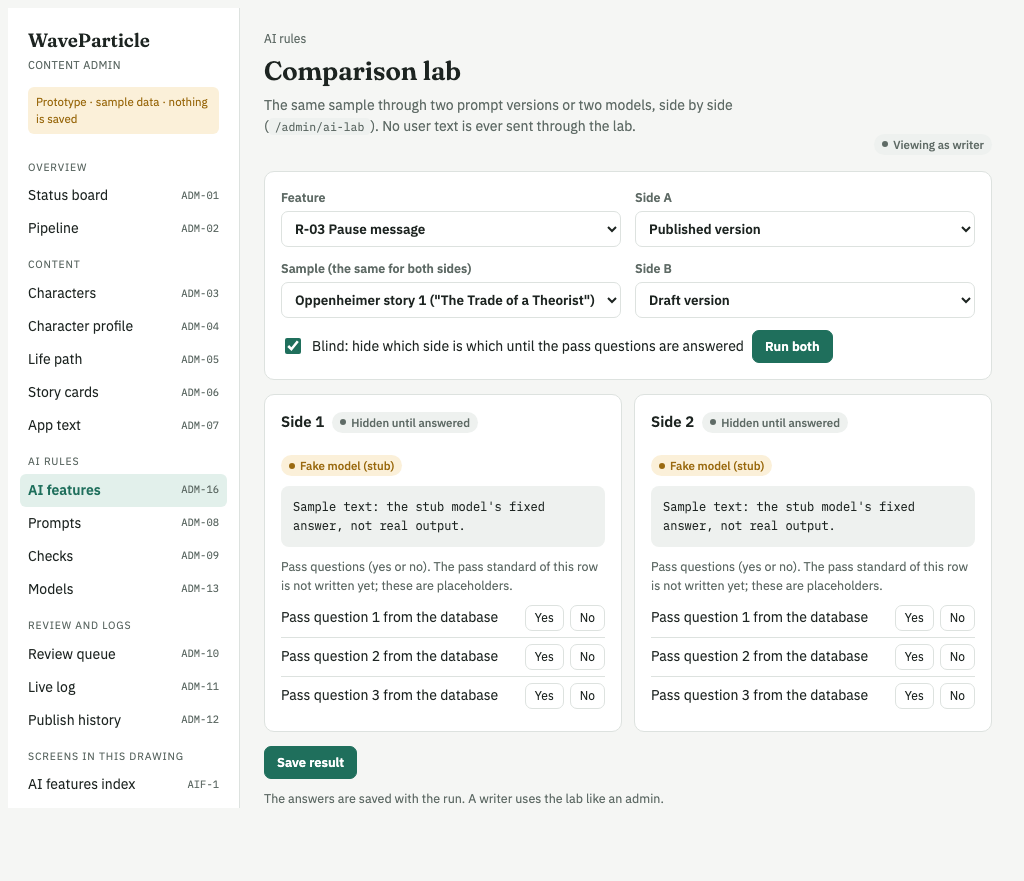 WaveParticle
CONTENT ADMIN
Prototype · sample data · nothing
is saved
OVERVIEW
Status board ADM-01
Pipeline ADM-02
CONTENT
Characters ADM-03
Character profile ADM-04
Life path ADM-05
Story cards ADM-06
App text ADM-07
AI RULES
AI features ADM-16
Prompts ADM-08
Checks ADM-09
Models ADM-13
REVIEW AND LOGS
Review queue ADM-10
Live log ADM-11
Publish history ADM-12
SCREENS IN THIS DRAWING
AI features index AIF-1
AI rules
Comparison lab
The same sample through two prompt versions or two models, side by side
( /admin/ai-lab ). No user text is ever sent through the lab.
Viewing as writer
Feature
R-03 Pause message
Side A
Published version
Sample (the same for both sides)
Oppenheimer story 1 ("The Trade of a Theorist")
Side B
Draft version
Blind: hide which side is which until the pass questions are answered
Run both
Side 1 Hidden until answered
Fake model (stub)
Sample text: the stub model's fixed
answer, not real output.
Pass questions (yes or no). The pass standard of this row
is not written yet; these are placeholders.
Pass question 1 from the database Yes No
Pass question 2 from the database Yes No
Pass question 3 from the database Yes No
Side 2 Hidden until answered
Fake model (stub)
Sample text: the stub model's fixed
answer, not real output.
Pass questions (yes or no). The pass standard of this row
is not written yet; these are placeholders.
Pass question 1 from the database Yes No
Pass question 2 from the database Yes No
Pass question 3 from the database Yes No
Save result
The answers are saved with the run. A writer uses the lab like an admin.